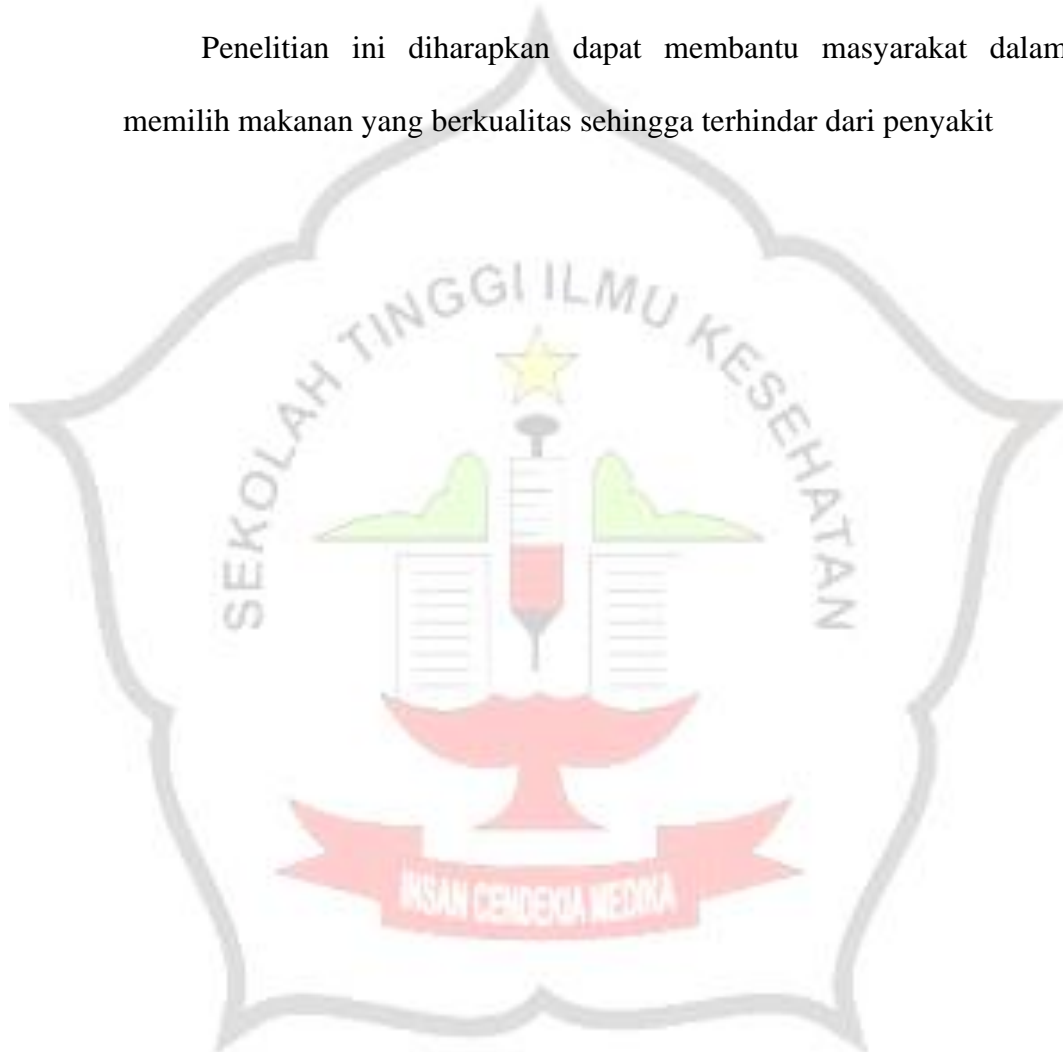 Penelitian ini diharapkan dapat membantu masyarakat dalam
memilih makanan yang berkualitas sehingga terhindar dari penyakit
SEKOLAH TINGGI ILMU KESEHATAN
INSAN CENDEKIA MEDIKA